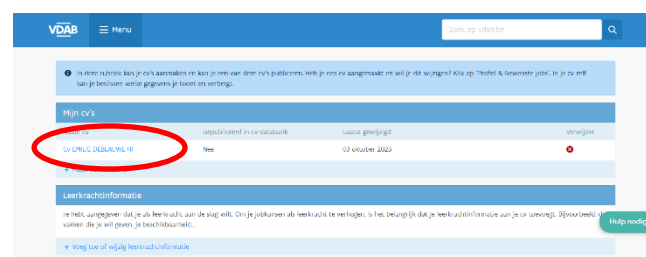 VDAB
Menu
Zoek op vdab.be
In deze rubriek kan je cv's aanmaken en kan je een van deze cv's publiceren. Heb je een cv aangemaakt en wil je dit wijzigen? Klik op 'Profiel & Gewenste jobs'. In je cv zelf
kan je beslissen welke gegevens je toont en verbergt.
Mijn cv's
Naam cv Gepubliceerd in cv-databank Laatst gewijzigd Verwijder
CV EMILIE DEBLAUWE Nee 03 oktober 2023
Leerkrachtinformatie
Je hebt aangegeven dat je als leerkracht aan de slag wilt. Om je jobkansen als leerkracht te verhogen, is het belangrijk dat je leerkrachtinformatie aan je cv toevoegt. Bijvoorbeeld, d
vakken die je wil geven, je beschikbaarheid...
Hulp nodig
+ Voeg toe of wijzig leerkrachtinformatie